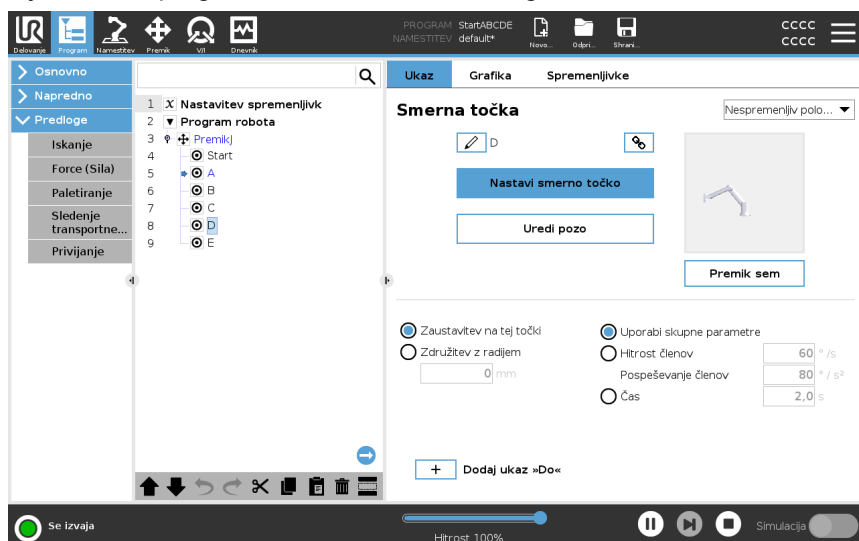 PROGRAM StartABCDE
NAMESTITEV default*
UR
Delovanje Program Namestitev Premik V/I Dnevnik
Novo... Odpri... Shrani...
cccc
cccc
Osnovno
Napredno
Predloge
Iskanje
Force (Sila)
Paletiranje
Sledenje
transportne...
Privijanje
1 X Nastavitev spremenljivk
2 Program robota
3 PremikJ
4 Start
5 A
6 B
7 C
8 D
9 E
Ukaz Grafika Spremenljivke
Smerna točka
Nespremenljiv polo...
D
Nastavi smerno točko
Uredi pozo
Premik sem
Zaustavitev na tej točki
Združitev z radijem
0 mm
Uporabi skupne parametre
Hitrost členov 60 ° /s
Pospeševanje členov 80 ° / s²
Čas 2,0 s
+ Dodaj ukaz »Do«
Se izvaja
Hitrost 100%
Simulacija